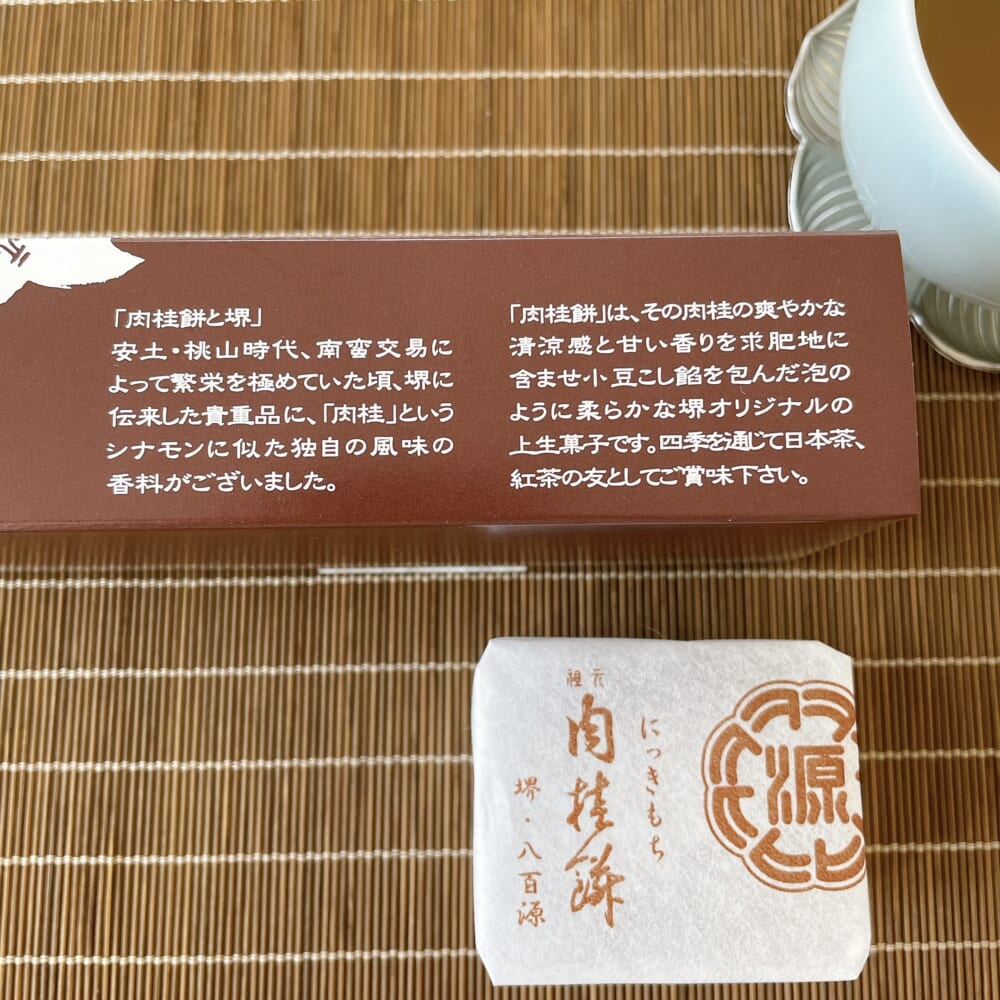 「肉桂餅と堺」
安土・桃山時代、南蛮交易に
よって繁栄を極めていた頃、堺に
伝来した貴重品に、「肉桂」という
シナモンに似た独自の風味の
香料がございました。
「肉桂餅」は、その肉桂の爽やかな
清涼感と甘い香りを求肥地に
含ませ小豆こし餡を包んだ泡の
ように柔らかな堺オリジナルの
上生菓子です。四季を通じて日本茶、
紅茶の友としてご賞味下さい。
元祖
にっきもち
肉桂餅
堺・八百源
源